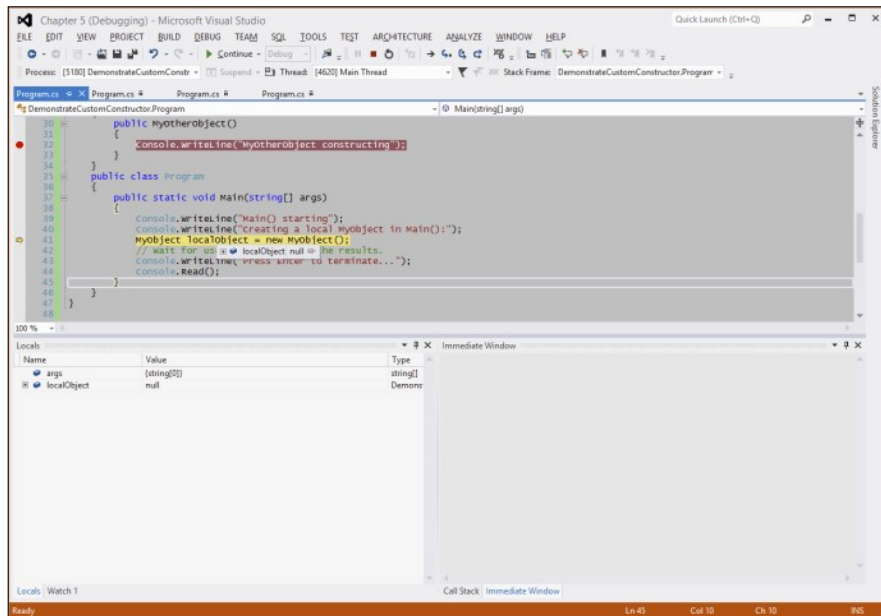 Chapter 5 (Debugging) - Microsoft Visual Studio
Quick Launch (Ctrl+Q)
FILE EDIT VIEW PROJECT BUILD DEBUG TEAM SQL TOOLS TEST ARCHITECTURE ANALYZE WINDOW HELP
Continue Debug
Process: [5180] DemonstrateCustomConstr Suspend Thread: [4620] Main Thread Stack Frame: DemonstrateCustomConstructor.Program
Program.cs Program.cs Program.cs Program.cs
Solution Explorer
DemonstrateCustomConstructor.Program Main(string[] args)
30 public MyOtherObject()
31 {
32 Console.WriteLine("MyOtherObject constructing");
33 }
34 }
35 public class Program
36 {
37 public static void Main(string[] args)
38 {
39 Console.WriteLine("Main() starting");
40 Console.WriteLine("Creating a local MyObject in Main():");
41 MyObject localObject = new MyObject();
42 // Wait for us localObject null he results.
43 Console.WriteLine("Press Enter to terminate...");
44 Console.Read();
45 }
46 }
47 }
48
100 %
Locals
Name Value Type
args {string[0]} string[]
localObject null Demons
Immediate Window
Locals Watch 1
Call Stack Immediate Window
Ready Ln 45 Col 10 Ch 10 INS